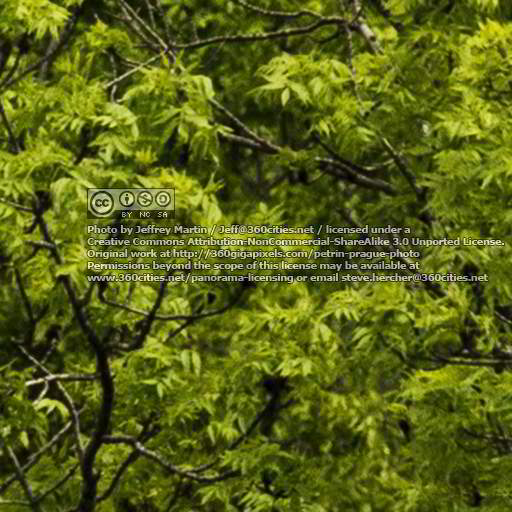 cc BY NC SA
Photo by Jeffrey Martin / Jeff@360cities.net / licensed under a
Creative Commons Attribution-NonCommercial-ShareAlike 3.0 Unported License.
Original work at http://360gigapixels.com/petrin-prague-photo
Permissions beyond the scope of this license may be available at
www.360cities.net/panorama-licensing or email steve.hercher@360cities.net